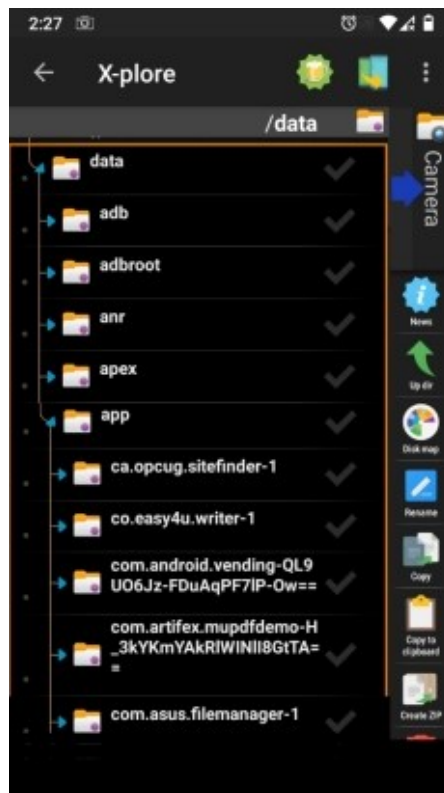 2:27
X-plore
/data
data
adb
adbroot
anr
apex
app
ca.opcug.sitefinder-1
co.easy4u.writer-1
com.android.vending-QL9
UO6Jz-FDuAqPF7lP-Ow==
com.artifex.mupdfdemo-H
_3kYKmYAkRlWINlI8GtTA=
=
com.asus.filemanager-1
Camera
News
Up dir
Disk map
Rename
Copy
Copy to
clipboard
Create ZIP